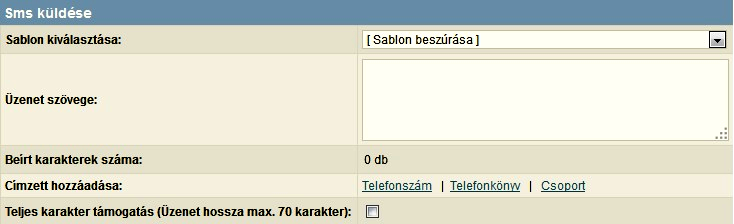 Sms küldése
Sablon kiválasztása: [ Sablon beszúrása ]
Üzenet szövege:
Beírt karakterek száma: 0 db
Címzett hozzáadása: Telefonszám | Telefonkönyv | Csoport
Teljes karakter támogatás (Üzenet hossza max. 70 karakter):